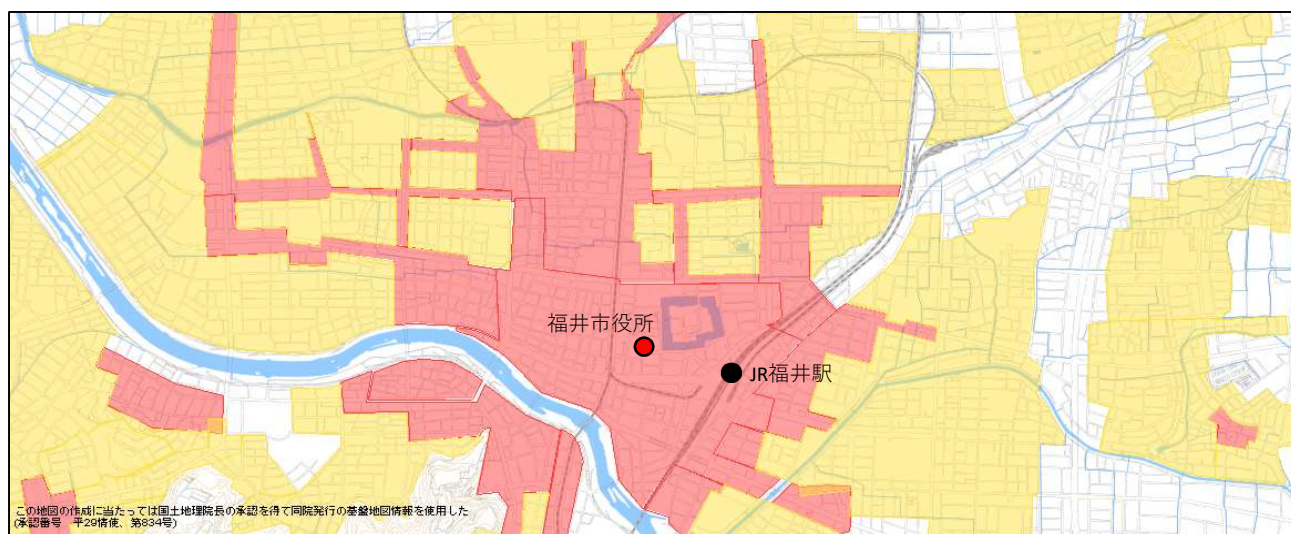 福井市役所
JR福井駅
この地図の作成に当たっては国土地理院長の承認を得て同院発行の基盤地図情報を使用した
(承認番号　平29情使、第834号)